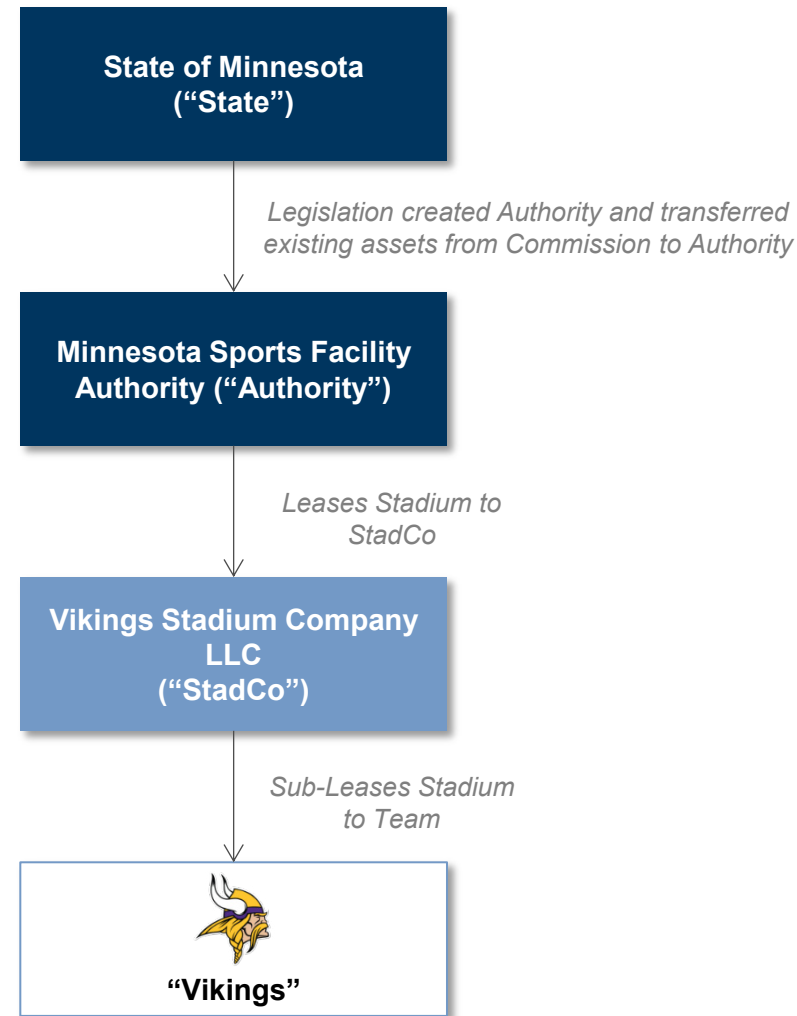 State of Minnesota
(“State”)
Legislation created Authority and transferred
existing assets from Commission to Authority
Minnesota Sports Facility
Authority (“Authority”)
Leases Stadium to
StadCo
Vikings Stadium Company
LLC
(“StadCo”)
Sub-Leases Stadium
to Team
“Vikings”